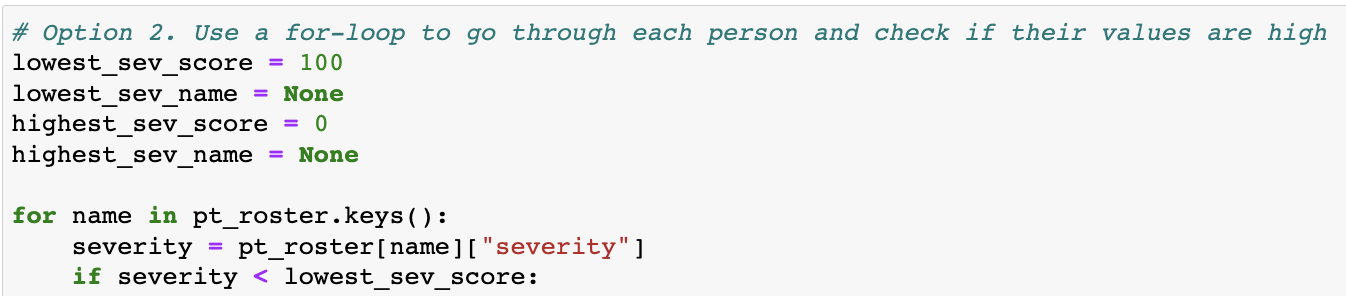 # Option 2. Use a for-loop to go through each person and check if their values are high
lowest_sev_score = 100
lowest_sev_name = None
highest_sev_score = 0
highest_sev_name = None

for name in pt_roster.keys():
    severity = pt_roster[name]["severity"]
    if severity < lowest_sev_score: